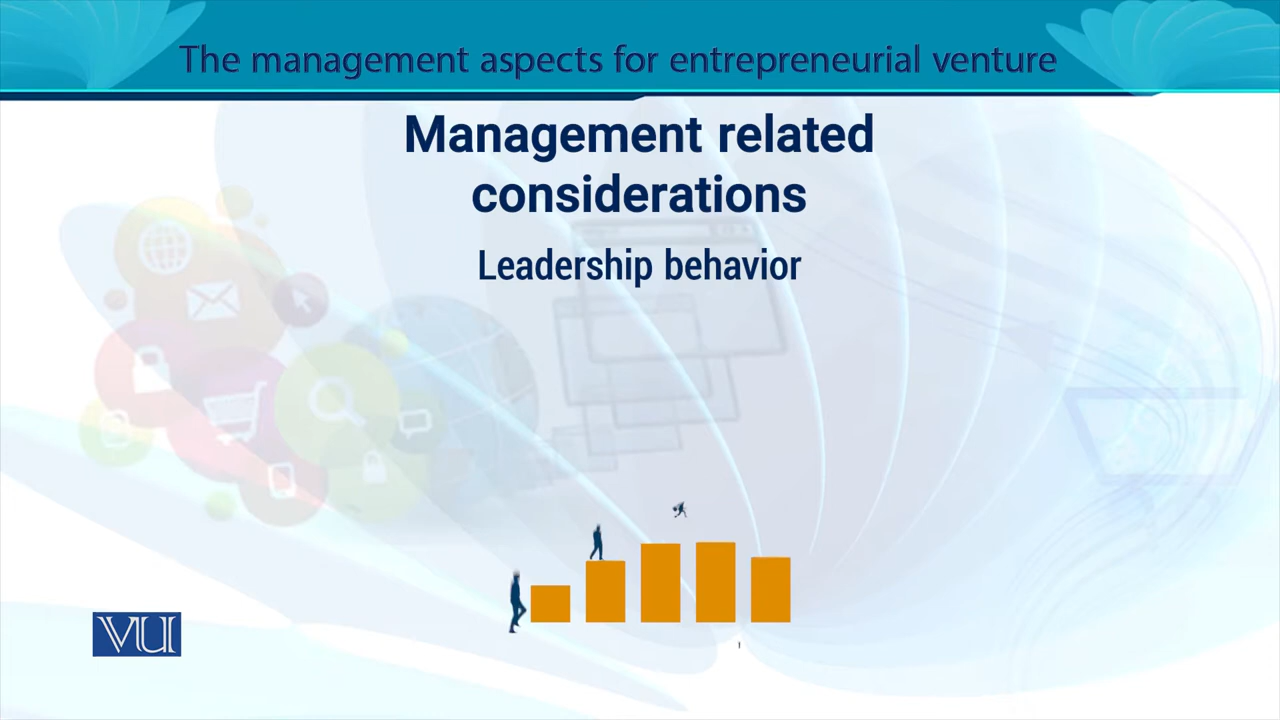 The management aspects for entrepreneurial venture
Management related
considerations
Leadership behavior
VU